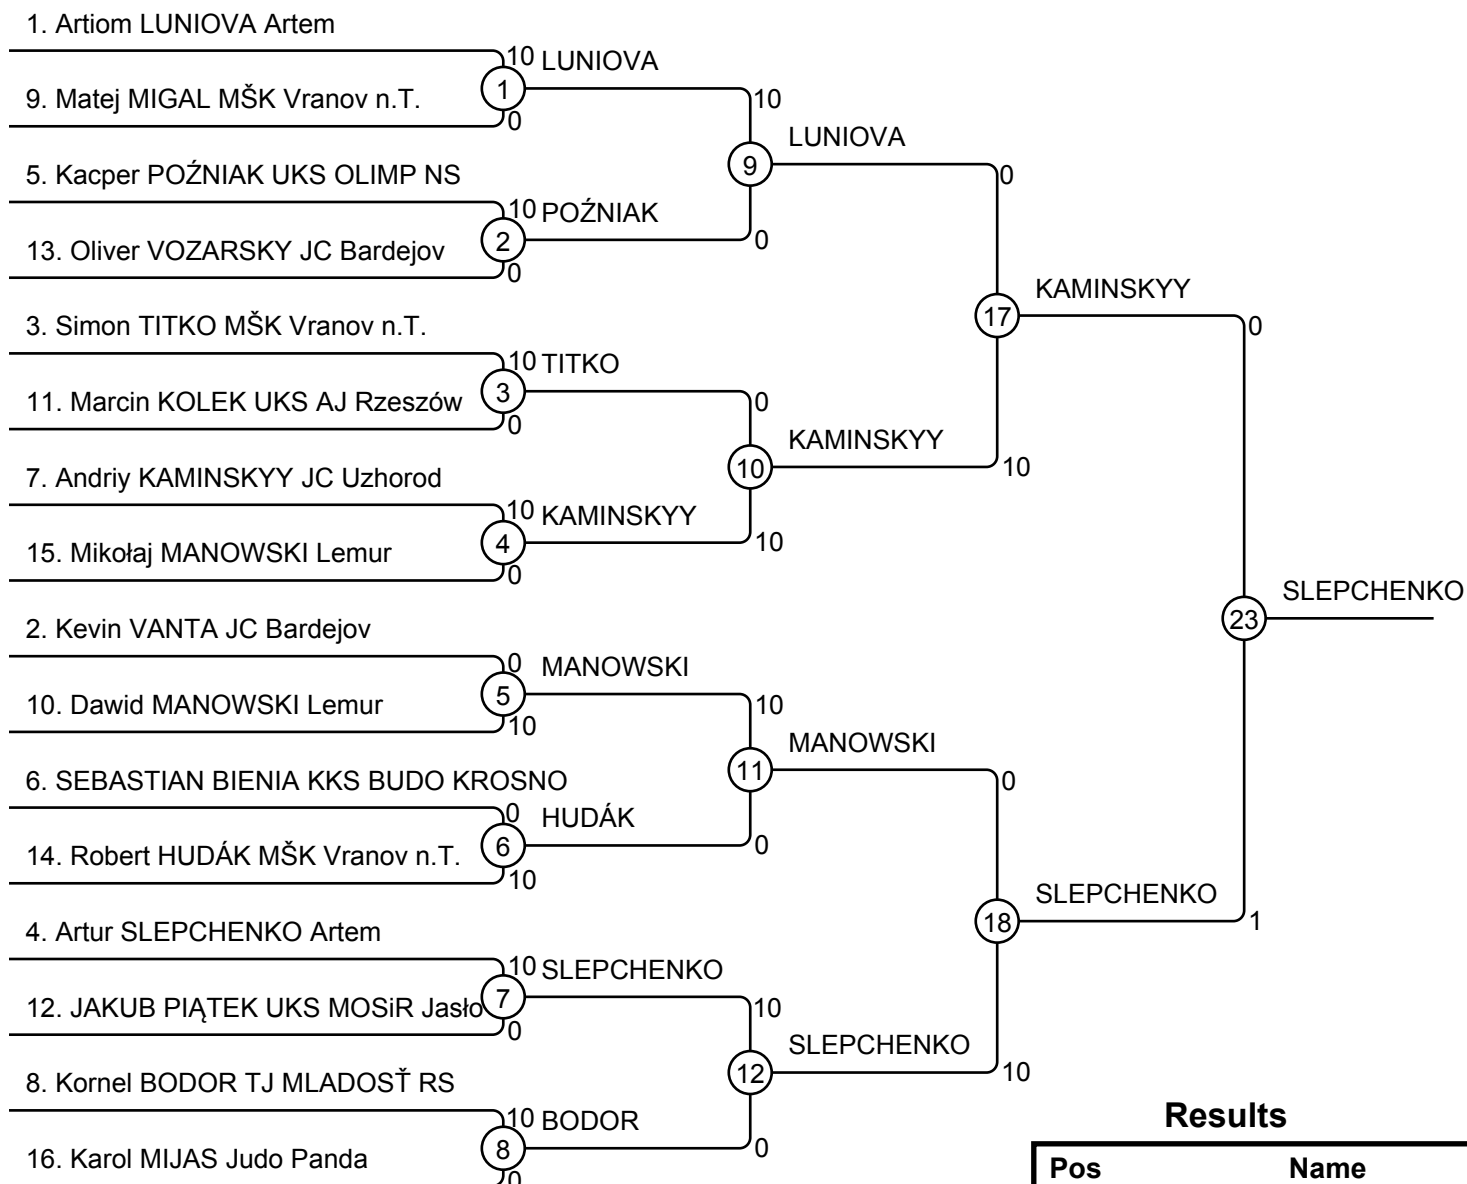 1. Artiom LUNIOVA Artem
10 LUNIOVA
1
9. Matej MIGAL MŠK Vranov n.T.
0
10
LUNIOVA
9
0
5. Kacper POŹNIAK UKS OLIMP NS
10 POŹNIAK
2
0
13. Oliver VOZARSKY JC Bardejov
0
KAMINSKYY
17
0
3. Simon TITKO MŠK Vranov n.T.
10 TITKO
3
0
11. Marcin KOLEK UKS AJ Rzeszów
0
KAMINSKYY
10
10
7. Andriy KAMINSKYY JC Uzhorod
10 KAMINSKYY
4
10
15. Mikołaj MANOWSKI Lemur
0
SLEPCHENKO
23
2. Kevin VANTA JC Bardejov
0
MANOWSKI
5
10
10. Dawid MANOWSKI Lemur
10
MANOWSKI
11
0
6. SEBASTIAN BIENIA KKS BUDO KROSNO
0
HUDÁK
6
0
14. Robert HUDÁK MŠK Vranov n.T.
10
SLEPCHENKO
18
1
4. Artur SLEPCHENKO Artem
10 SLEPCHENKO
7
10
12. JAKUB PIĄTEK UKS MOSiR Jasło
0
SLEPCHENKO
12
10
8. Kornel BODOR TJ MLADOSŤ RS
10 BODOR
8
0
16. Karol MIJAS Judo Panda
0
Results
Pos Name